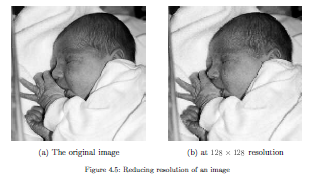 (a) The original image
(b) at 128 × 128 resolution
Figure 4.5: Reducing resolution of an image